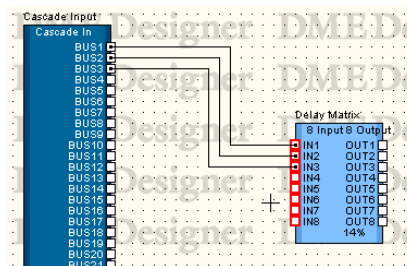 Cascade Input
Cascade In
BUS1
BUS2
BUS3
BUS4
BUS5
BUS6
BUS7
BUS8
BUS9
BUS10
BUS11
BUS12
BUS13
BUS14
BUS15
BUS16
BUS17
BUS18
BUS19
BUS20
Designer DME D
Designer DME D
Designer
Designer
Designer DME D
Delay Matrix
8 Input 8 Output
IN1 OUT1
IN2 OUT2
IN3 OUT3
IN4 OUT4
IN5 OUT5
IN6 OUT6
IN7 OUT7
IN8 OUT8
14%